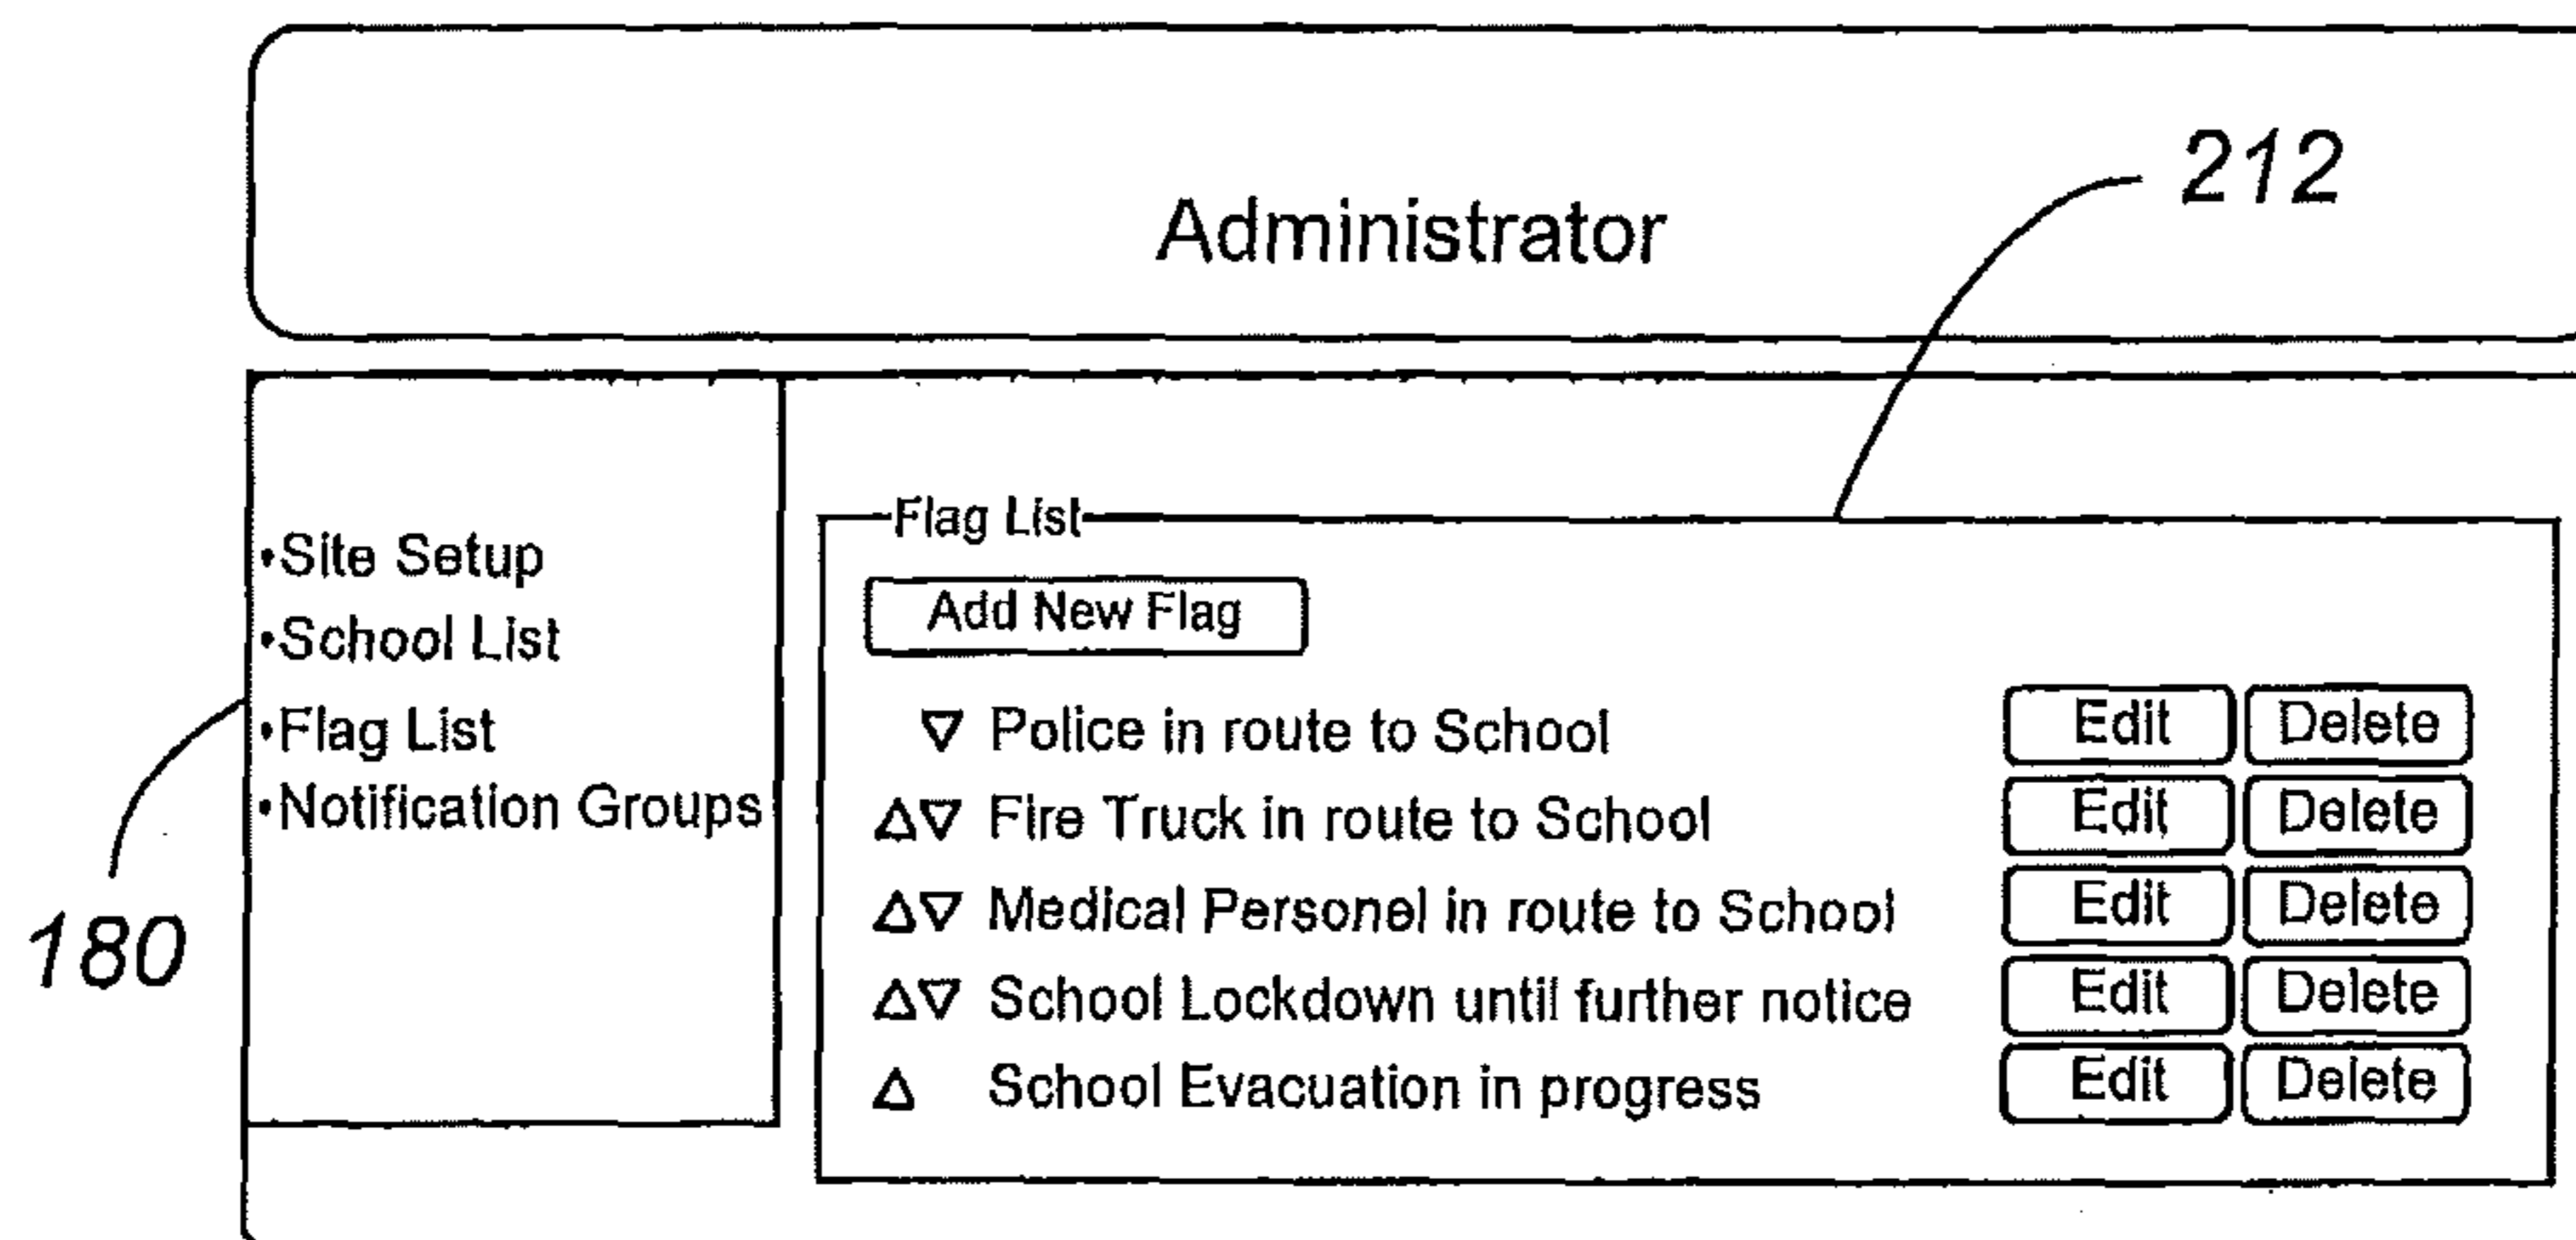 212
Administrator
Flag List
•Site Setup
Add New Flag
•School List
•Flag List
▽ Police in route to School Edit Delete
•Notification Groups
△▽ Fire Truck in route to School Edit Delete
△▽ Medical Personel in route to School Edit Delete
180
△▽ School Lockdown until further notice Edit Delete
△ School Evacuation in progress Edit Delete